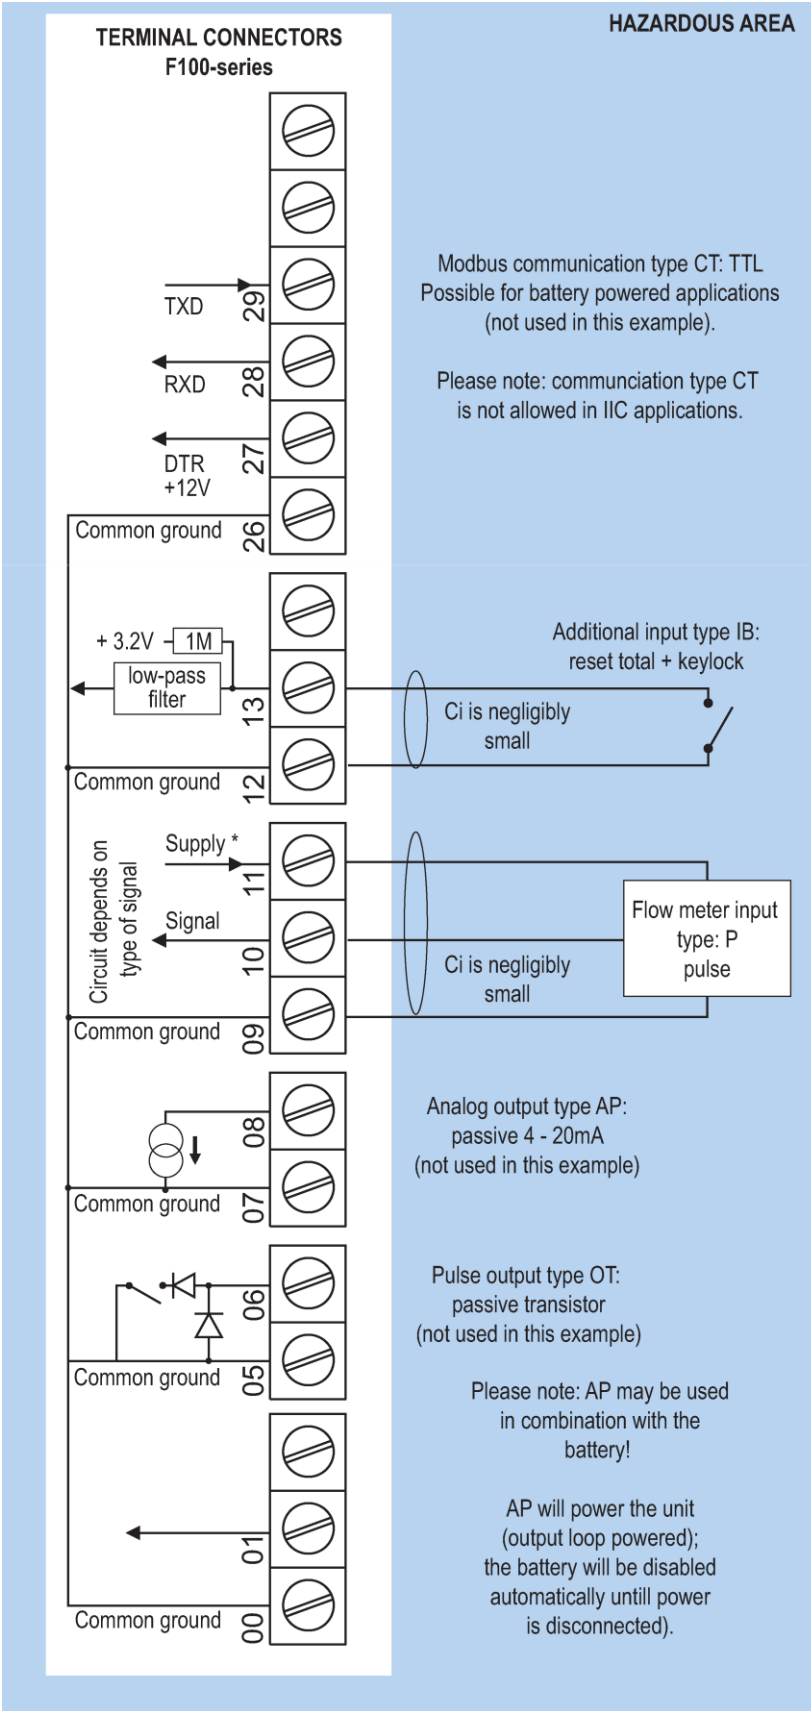 HAZARDOUS AREA
TERMINAL CONNECTORS
F100-series
TXD
29
RXD
28
DTR
+12V
27
Common ground
26
Modbus communication type CT: TTL
Possible for battery powered applications
(not used in this example).
Please note: communciation type CT
is not allowed in IIC applications.
+ 3.2V
1M
low-pass
filter
13
Common ground
12
Additional input type IB:
reset total + keylock
Ci is negligibly
small
Circuit depends on
type of signal
Supply *
11
Signal
10
Common ground
09
Flow meter input
type: P
pulse
Ci is negligibly
small
08
Common ground
07
Analog output type AP:
passive 4 - 20mA
(not used in this example)
06
Common ground
05
Pulse output type OT:
passive transistor
(not used in this example)
Please note: AP may be used
in combination with the
battery!
AP will power the unit
(output loop powered);
the battery will be disabled
automatically untill power
is disconnected).
01
Common ground
00